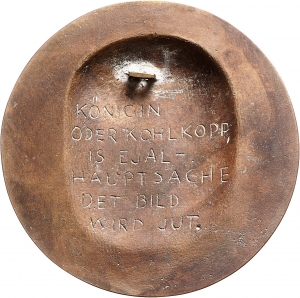 KÖNIGIN
ODER KOHLKOPP,
IS EJAL-
HAUPTSACHE
DET BILD
WIRD JUT.